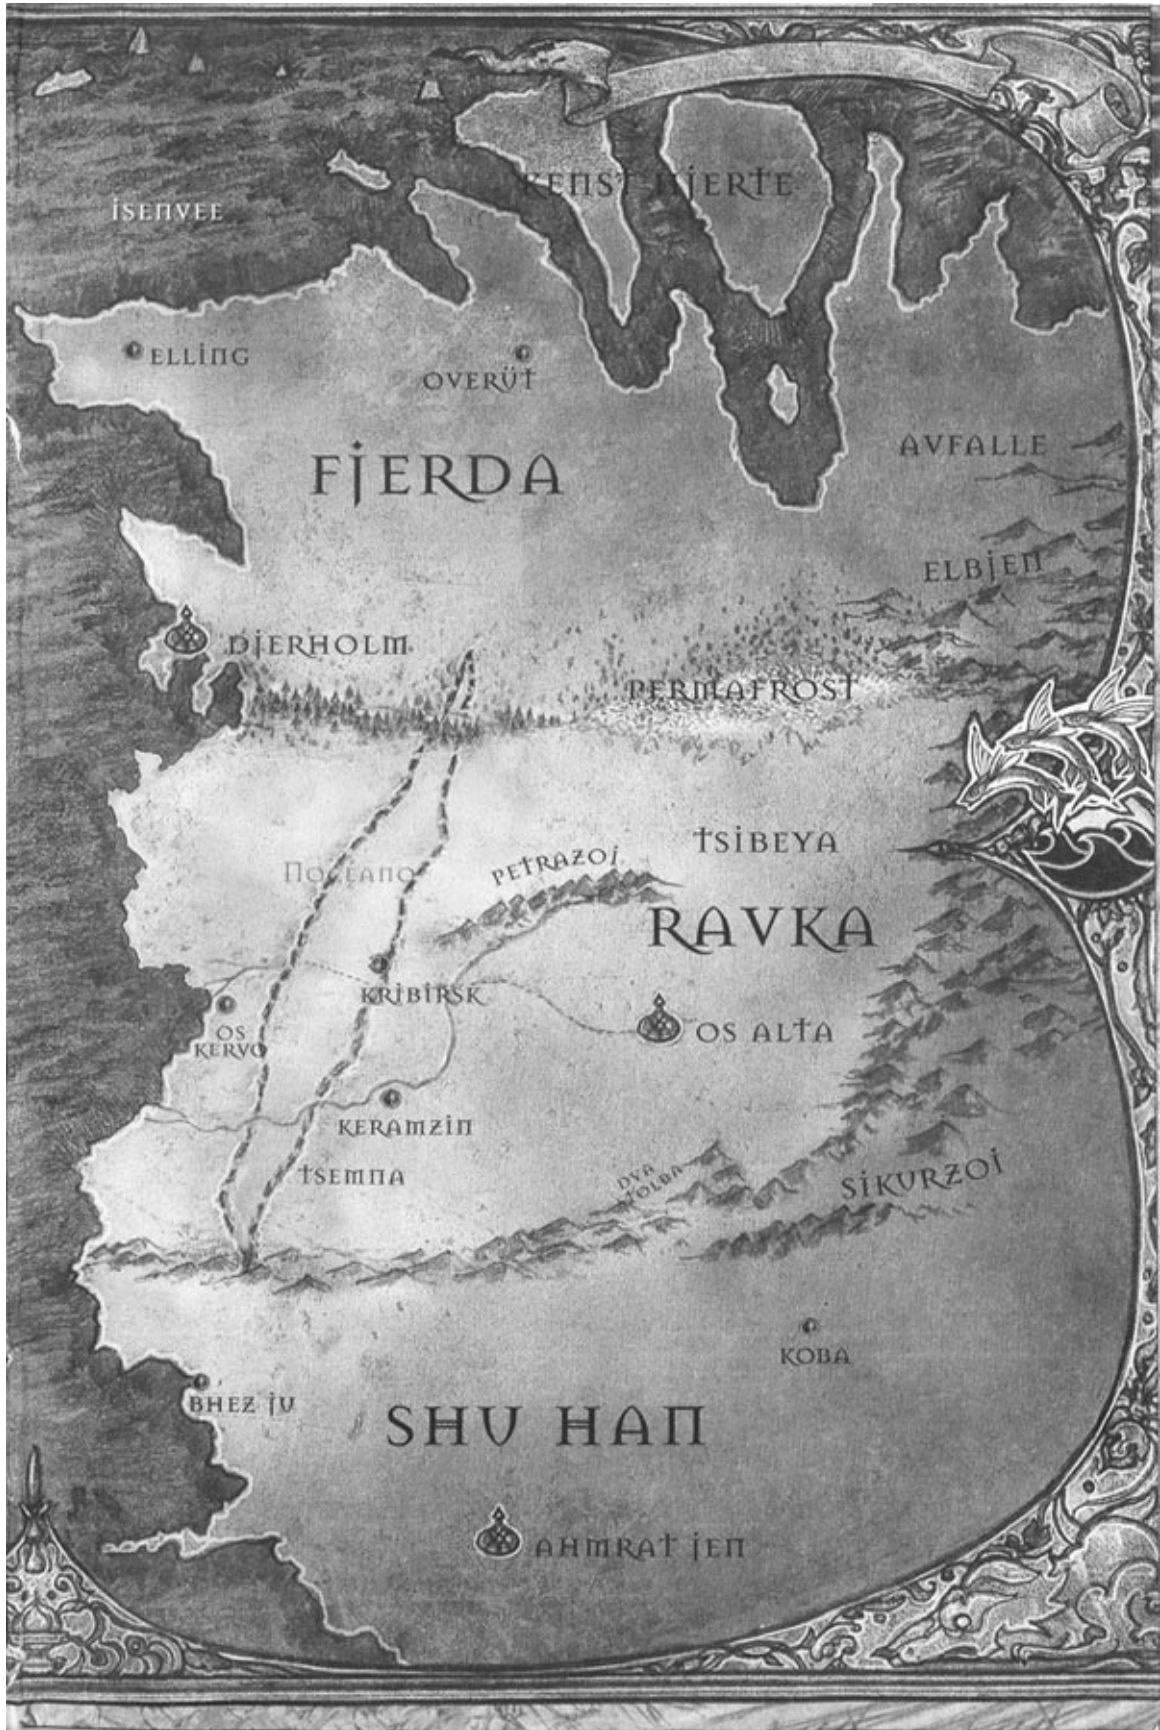 KENST HJERTE
ISENVEE
ELLING
OVERÜT
AVFALLE
FJERDA
ELBJEN
DJERHOLM
PERMAFROST
TSIBEYA
PETRAZOI
NOCEANO
RAVKA
KRIBIRSK
OS
KERVO
OS ALTA
KERAMZIN
TSEMNA
DVA
STOLBA
SIKURZOI
KOBA
BHEZ JU
SHU HAN
AHMRAT JEN